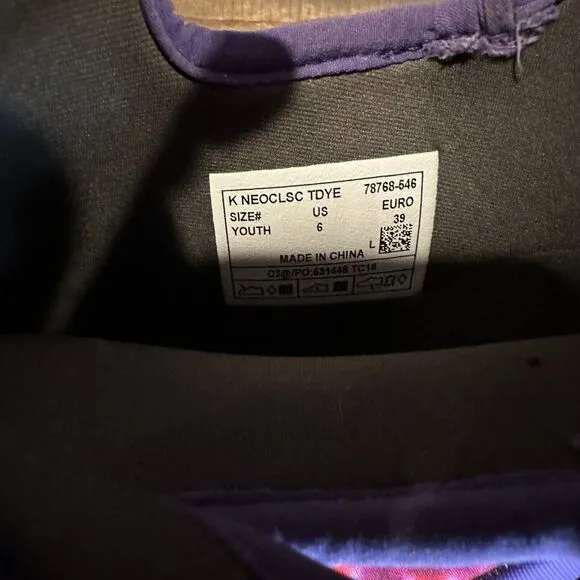 K NEOCLSC TDYE 78768-546
SIZE# US EURO
YOUTH 6 39
L
MADE IN CHINA
C2@/PO:631448 TC16